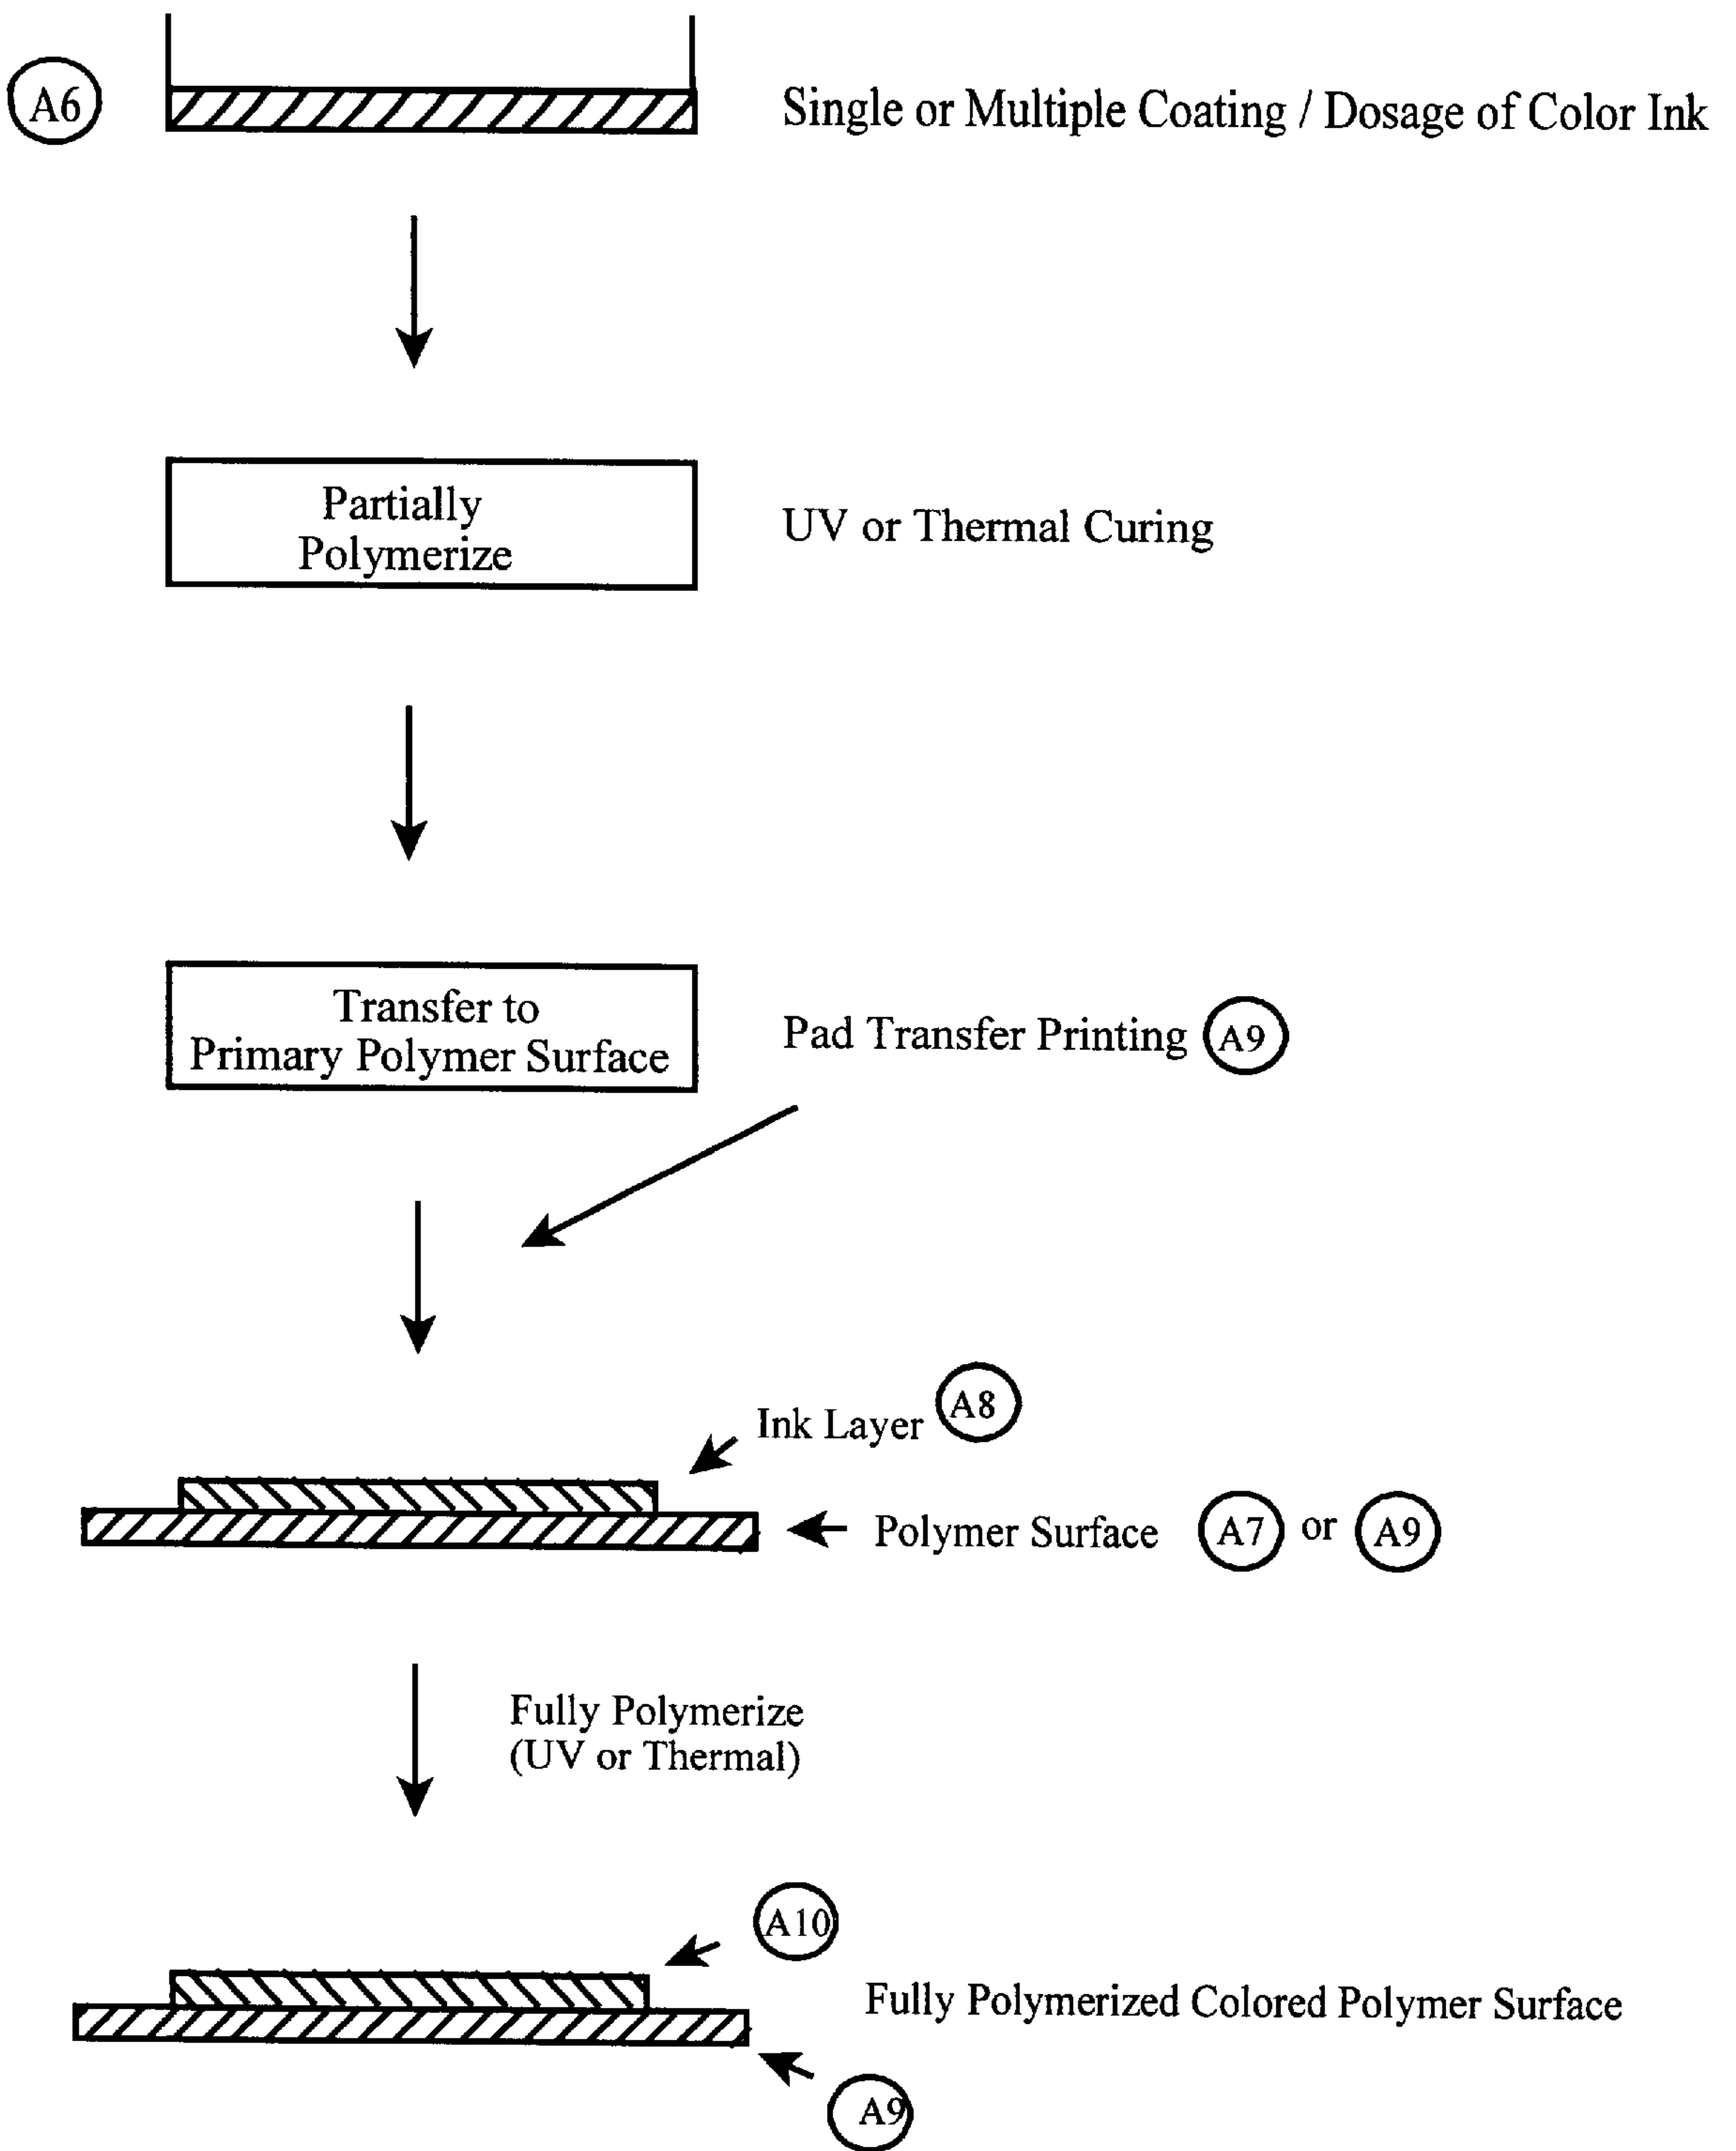 A6
Single or Multiple Coating / Dosage of Color Ink
Partially
Polymerize
UV or Thermal Curing
Transfer to
Primary Polymer Surface
Pad Transfer Printing A9
Ink Layer A8
Polymer Surface A7 or A9
Fully Polymerize
(UV or Thermal)
A10
Fully Polymerized Colored Polymer Surface
A9